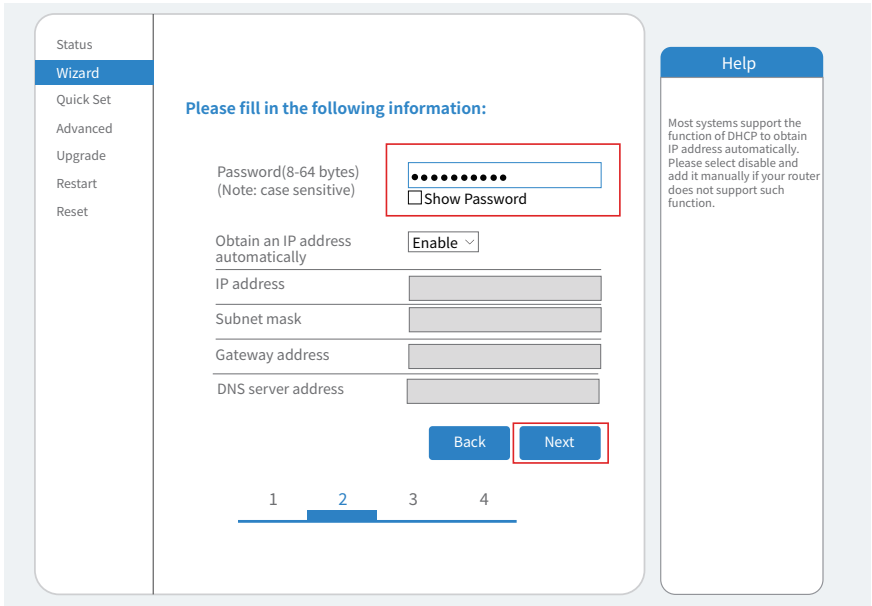 Status
Wizard
Quick Set
Advanced
Upgrade
Restart
Reset
Please fill in the following information:
Password(8-64 bytes)
(Note: case sensitive)
●●●●●●●●●●
Show Password
Obtain an IP address
automatically
Enable
IP address
Subnet mask
Gateway address
DNS server address
Back
Next
1
2
3
4
Help
Most systems support the
function of DHCP to obtain
IP address automatically.
Please select disable and
add it manually if your router
does not support such
function.